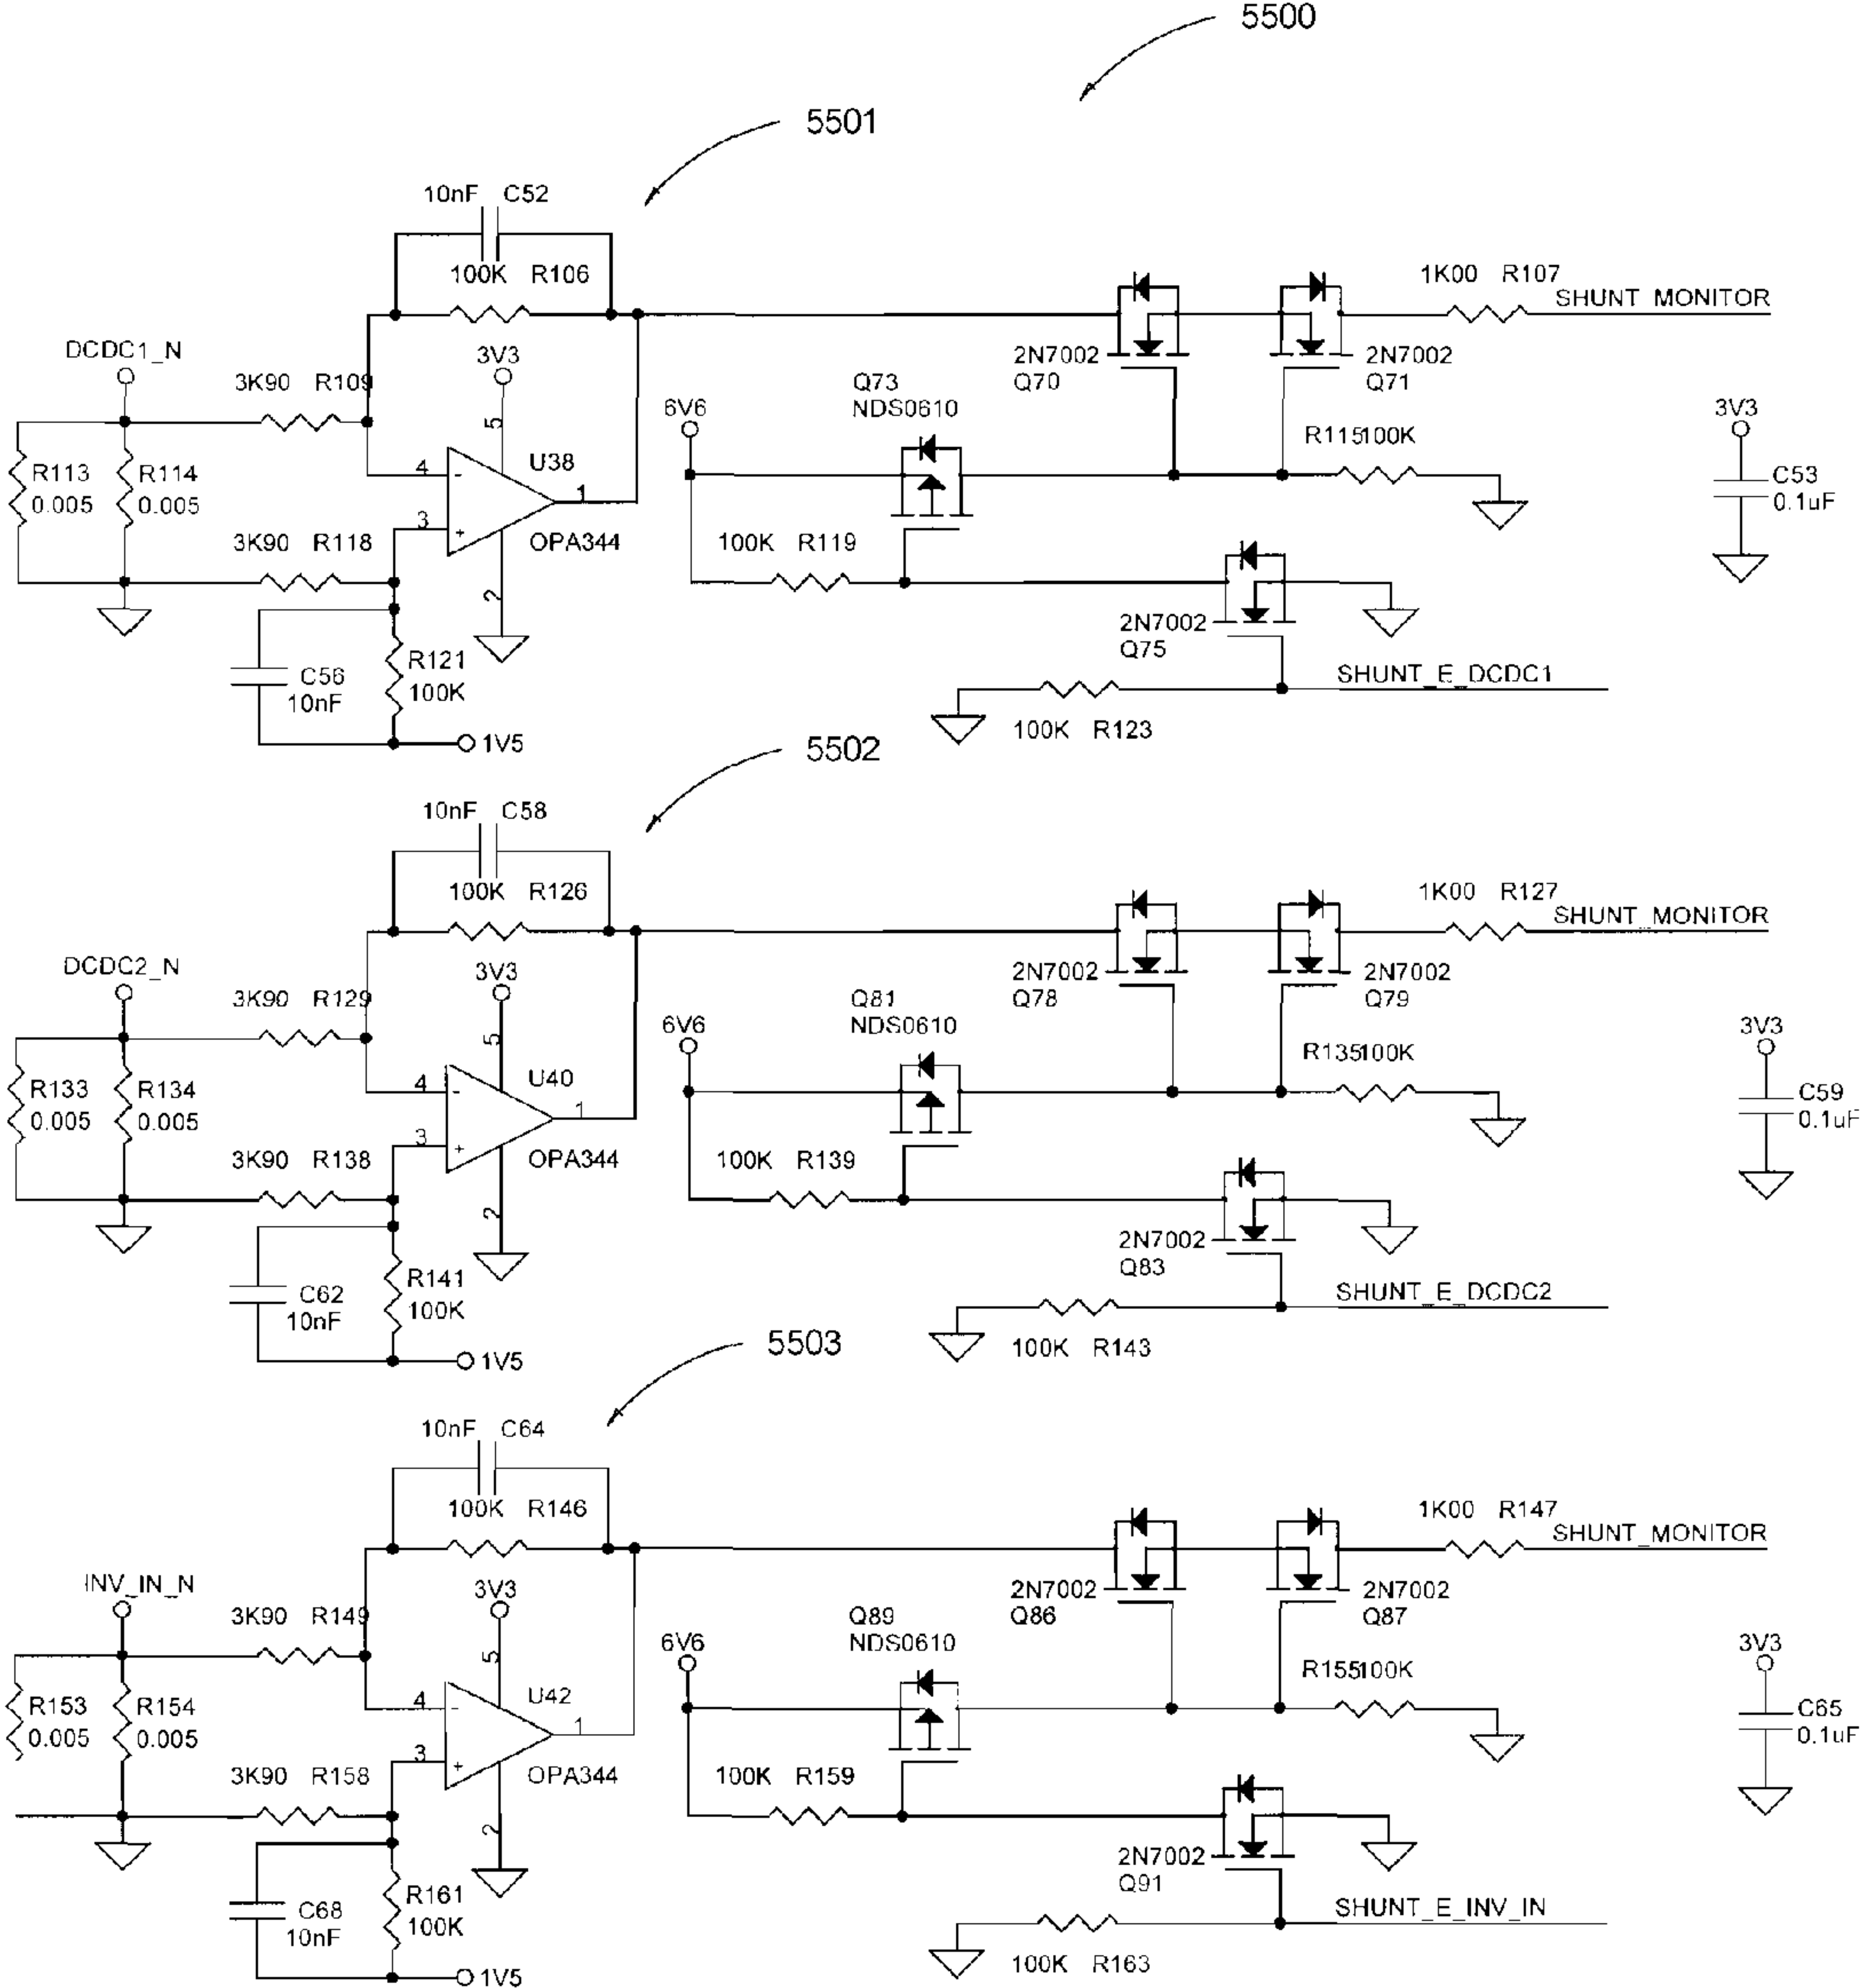 5500
5501
10nF C52
100K R106
1K00 R107
SHUNT_MONITOR
DCDC1_N
3V3
3K90 R109
2N7002
Q70
2N7002
Q71
Q73
NDS0610
6V6
3V3
5
R115 100K
R113
0.005
R114
0.005
4
-
U38
1
C53
0.1uF
3
+
3K90 R118
OPA344
100K R119
2
2N7002
Q75
C56
10nF
R121
100K
SHUNT_E_DCDC1
100K R123
1V5
5502
10nF C58
100K R126
1K00 R127
SHUNT_MONITOR
DCDC2_N
3V3
3K90 R129
2N7002
Q78
2N7002
Q79
Q81
NDS0610
6V6
3V3
5
R135 100K
R133
0.005
R134
0.005
4
-
U40
1
C59
0.1uF
3
+
3K90 R138
OPA344
100K R139
2
2N7002
Q83
C62
10nF
R141
100K
SHUNT_E_DCDC2
100K R143
1V5
5503
10nF C64
100K R146
1K00 R147
SHUNT_MONITOR
INV_IN_N
3V3
3K90 R149
2N7002
Q86
2N7002
Q87
Q89
NDS0610
6V6
3V3
5
R155 100K
R153
0.005
R154
0.005
4
-
U42
1
C65
0.1uF
3
+
3K90 R158
OPA344
100K R159
2
2N7002
Q91
C68
10nF
R161
100K
SHUNT_E_INV_IN
100K R163
1V5